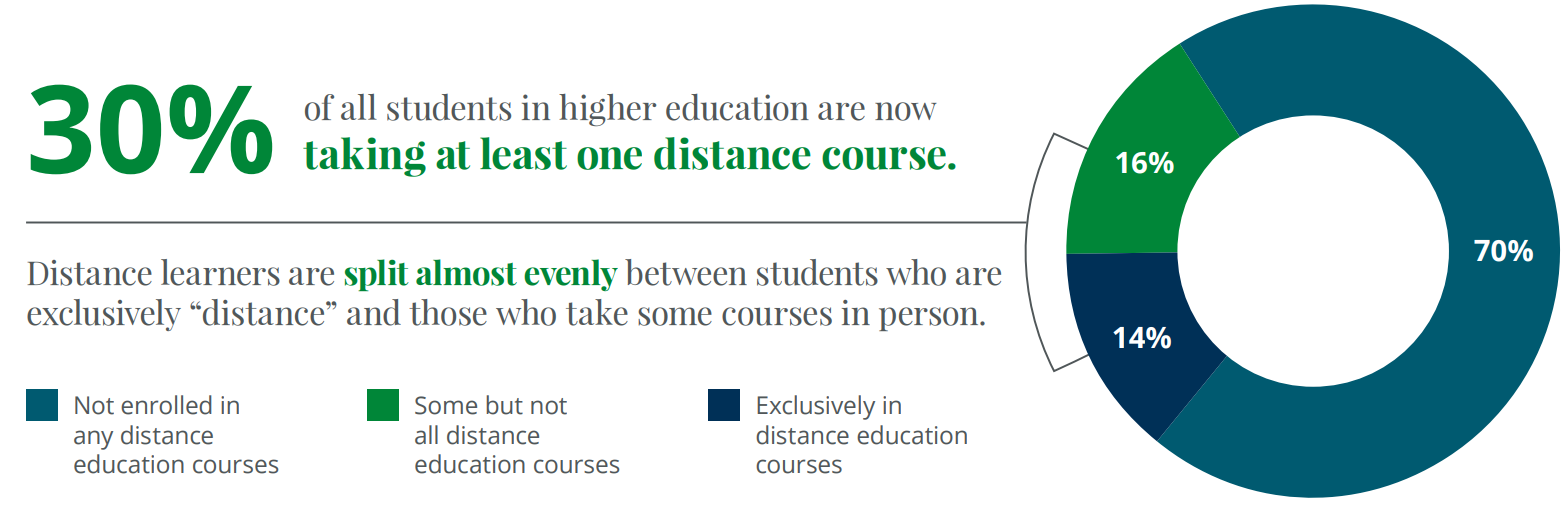 30%
of all students in higher education are now
taking at least one distance course.
Distance learners are split almost evenly between students who are
exclusively “distance” and those who take some courses in person.
Not enrolled in
any distance
education courses
Some but not
all distance
education courses
Exclusively in
distance education
courses
16%
14%
70%